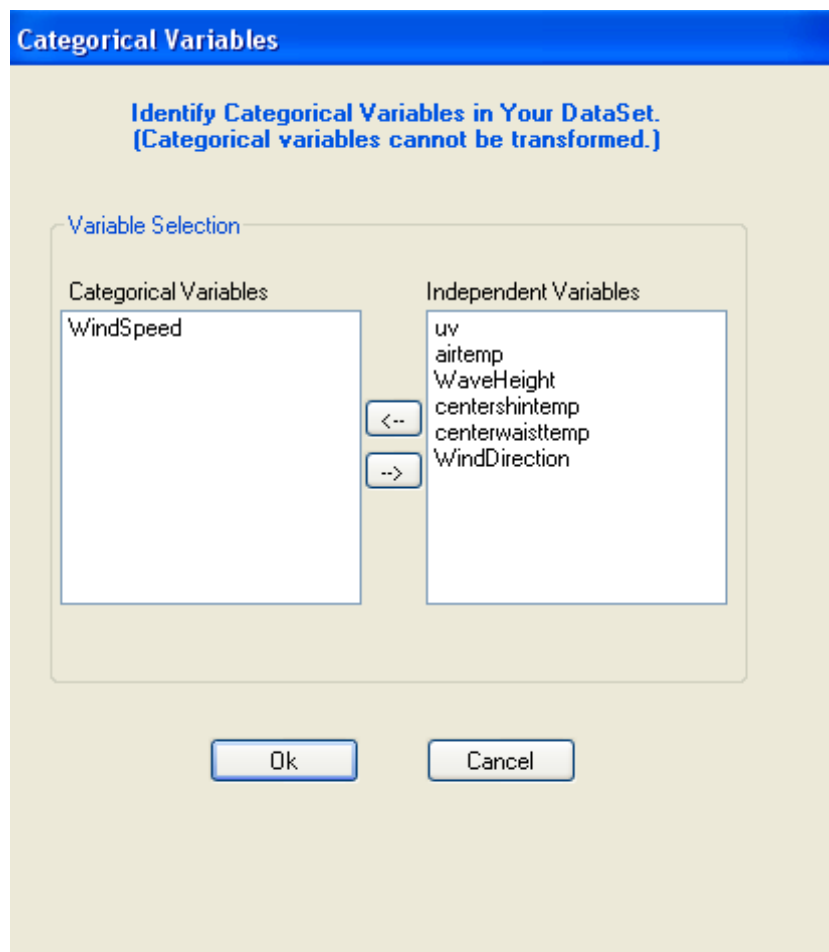 Categorical Variables
Identify Categorical Variables in Your DataSet.
(Categorical variables cannot be transformed.)
Variable Selection
Categorical Variables
WindSpeed
<--
-->
Independent Variables
uv
airtemp
WaveHeight
centershintemp
centerwaisttemp
WindDirection
Ok
Cancel